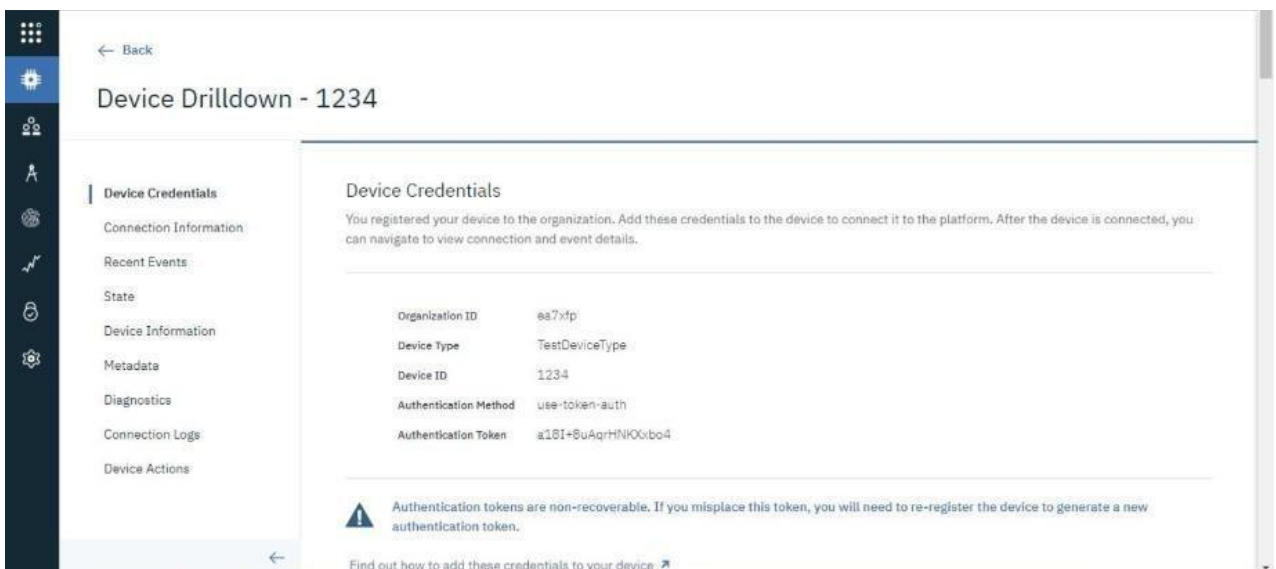 ← Back
Device Drilldown - 1234
Device Credentials
Connection Information
Recent Events
State
Device Information
Metadata
Diagnostics
Connection Logs
Device Actions
←
Device Credentials
You registered your device to the organization. Add these credentials to the device to connect it to the platform. After the device is connected, you
can navigate to view connection and event details.
Organization ID ea7xfp
Device Type TestDeviceType
Device ID 1234
Authentication Method use-token-auth
Authentication Token
Authentication tokens are non-recoverable. If you misplace this token, you will need to re-register the device to generate a new
authentication token.
Find out how to add these credentials to your device